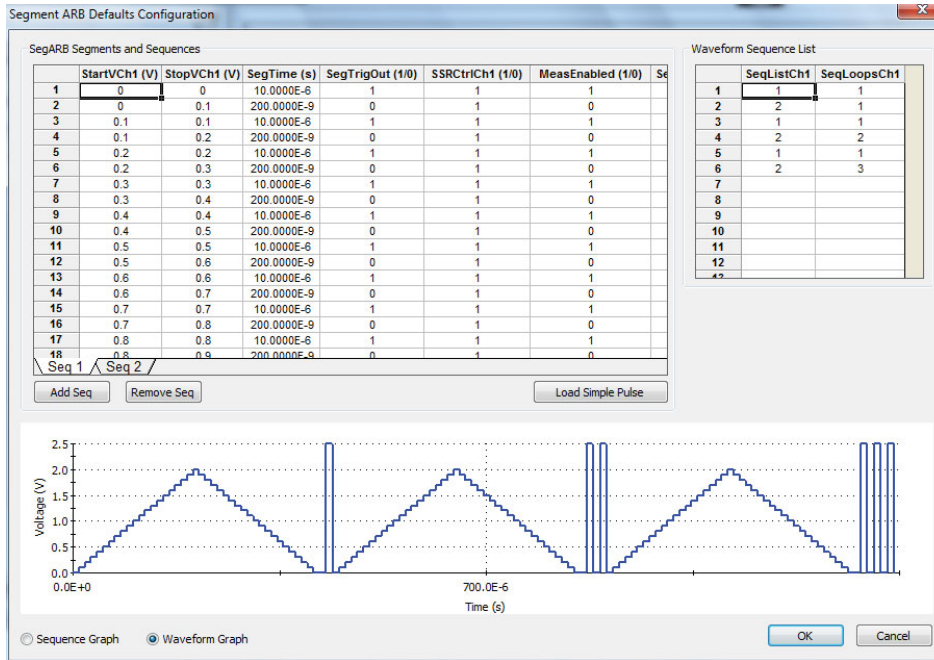 Segment ARB Defaults Configuration
SegARB Segments and Sequences
StartVCh1 (V) StopVCh1 (V) SegTime (s) SegTrigOut (1/0) SSRCtrlCh1 (1/0) MeasEnabled (1/0) Se
1 0 0 10.0000E-6 1 1 1
2 0 0.1 200.0000E-9 0 1 0
3 0.1 0.1 10.0000E-6 1 1 1
4 0.1 0.2 200.0000E-9 0 1 0
5 0.2 0.2 10.0000E-6 1 1 1
6 0.2 0.3 200.0000E-9 0 1 0
7 0.3 0.3 10.0000E-6 1 1 1
8 0.3 0.4 200.0000E-9 0 1 0
9 0.4 0.4 10.0000E-6 1 1 1
10 0.4 0.5 200.0000E-9 0 1 0
11 0.5 0.5 10.0000E-6 1 1 1
12 0.5 0.6 200.0000E-9 0 1 0
13 0.6 0.6 10.0000E-6 1 1 1
14 0.6 0.7 200.0000E-9 0 1 0
15 0.7 0.7 10.0000E-6 1 1 1
16 0.7 0.8 200.0000E-9 0 1 0
17 0.8 0.8 10.0000E-6 1 1 1
18 0.8 0.9 200.0000E-9 0 1 0
Seq 1 Seq 2
Add Seq Remove Seq Load Simple Pulse
Waveform Sequence List
SeqListCh1 SeqLoopsCh1
1 1 1
2 2 1
3 1 1
4 2 2
5 1 1
6 2 3
7
8
9
10
11
12
2.5
2.0
1.5
1.0
0.5
0.0
Voltage (V)
0.0E+0 700.0E-6
Time (s)
Sequence Graph Waveform Graph OK Cancel